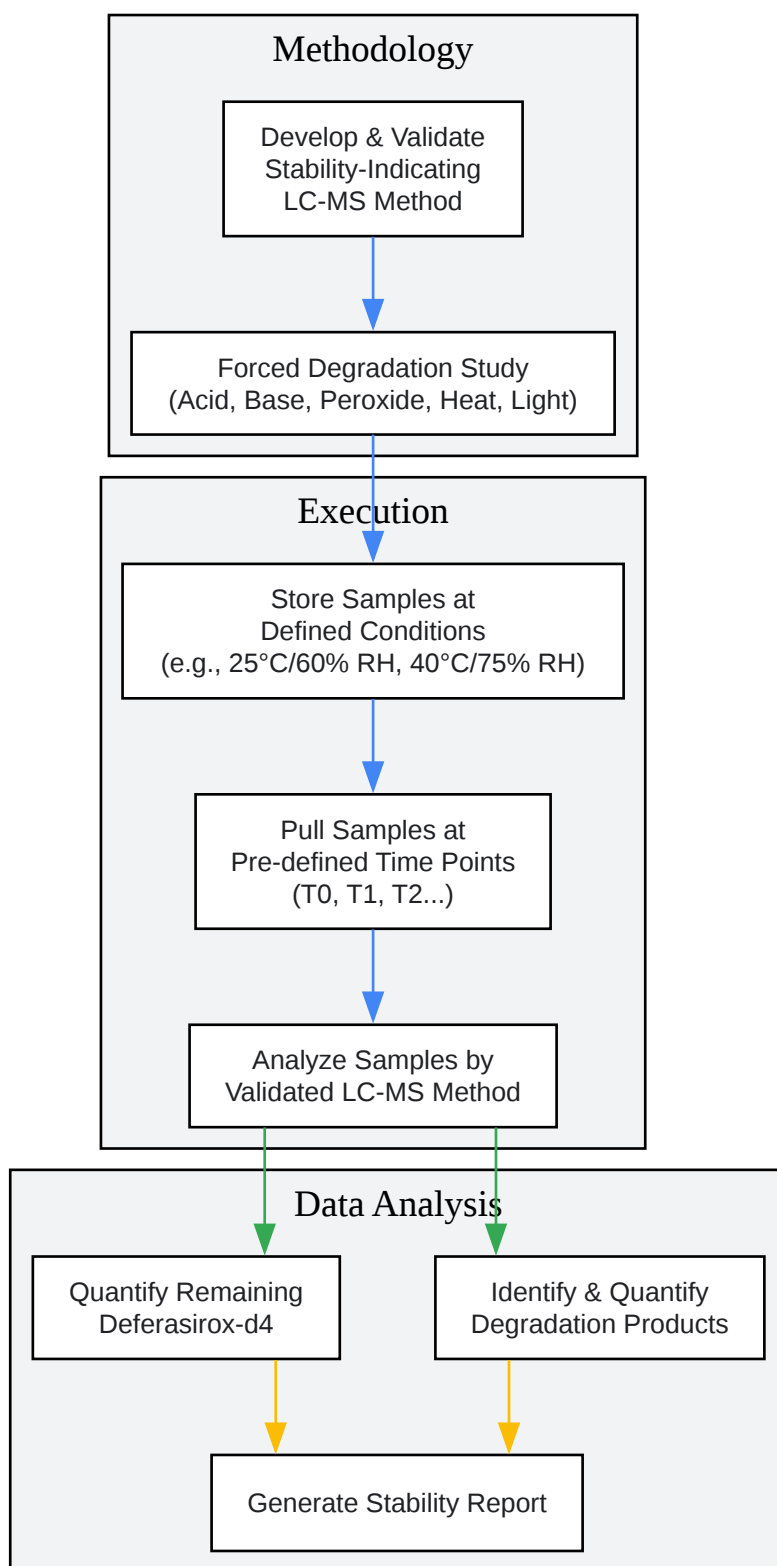 Methodology
Develop & Validate
Stability-Indicating
LC-MS Method
Forced Degradation Study
(Acid, Base, Peroxide, Heat, Light)
Execution
Store Samples at
Defined Conditions
(e.g., 25°C/60% RH, 40°C/75% RH)
Pull Samples at
Pre-defined Time Points
(T0, T1, T2...)
Analyze Samples by
Validated LC-MS Method
Data Analysis
Quantify Remaining
Deferasirox-d4
Identify & Quantify
Degradation Products
Generate Stability Report